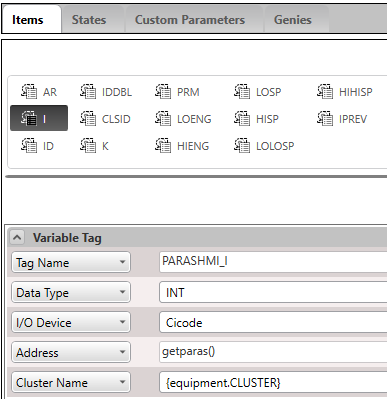 Items States Custom Parameters Genies
AR IDDBL PRM LOSP HIHISP
I CLSID LOENG HISP IPREV
ID K HIENG LOLOSP
Variable Tag
Tag Name PARASHMI_I
Data Type INT
I/O Device Cicode
Address getparas()
Cluster Name {equipment.CLUSTER}